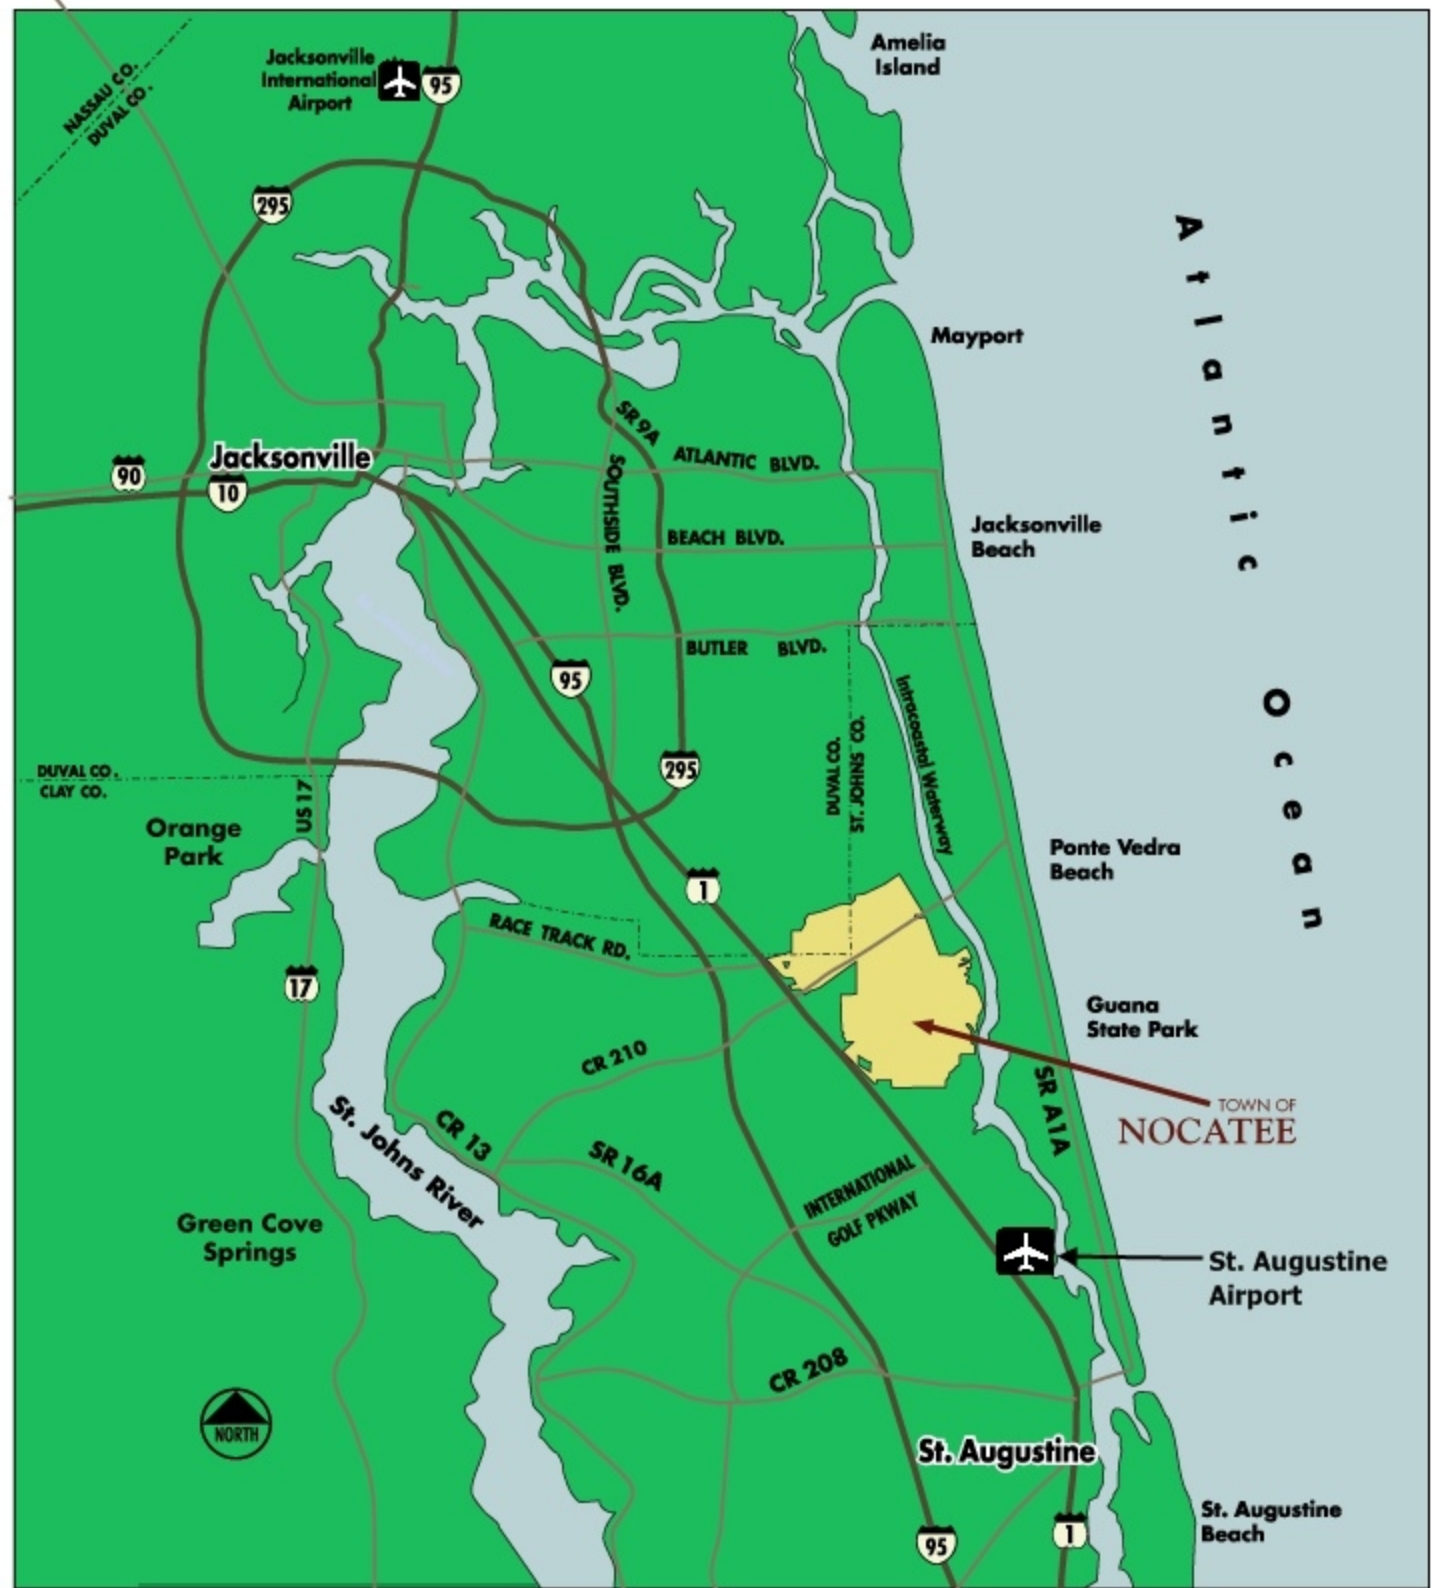 Amelia
Island
Jacksonville
International
Airport
95
NASSAU CO.
DUVAL CO.
295
Mayport
Atlantic Ocean
SR 9A
ATLANTIC BLVD.
Jacksonville
90
10
SOUTHSIDE BLVD.
BEACH BLVD.
Jacksonville
Beach
BUTLER BLVD.
95
Intracoastal Waterway
DUVAL CO.
ST. JOHNS CO.
295
DUVAL CO.
CLAY CO.
US 17
Orange
Park
Ponte Vedra
Beach
1
RACE TRACK RD.
17
Guana
State Park
CR 210
SR A1A
TOWN OF
NOCATEE
St. Johns River
CR 13
SR 16A
INTERNATIONAL
GOLF PKWAY
Green Cove
Springs
St. Augustine
Airport
CR 208
NORTH
St. Augustine
St. Augustine
Beach
95
1